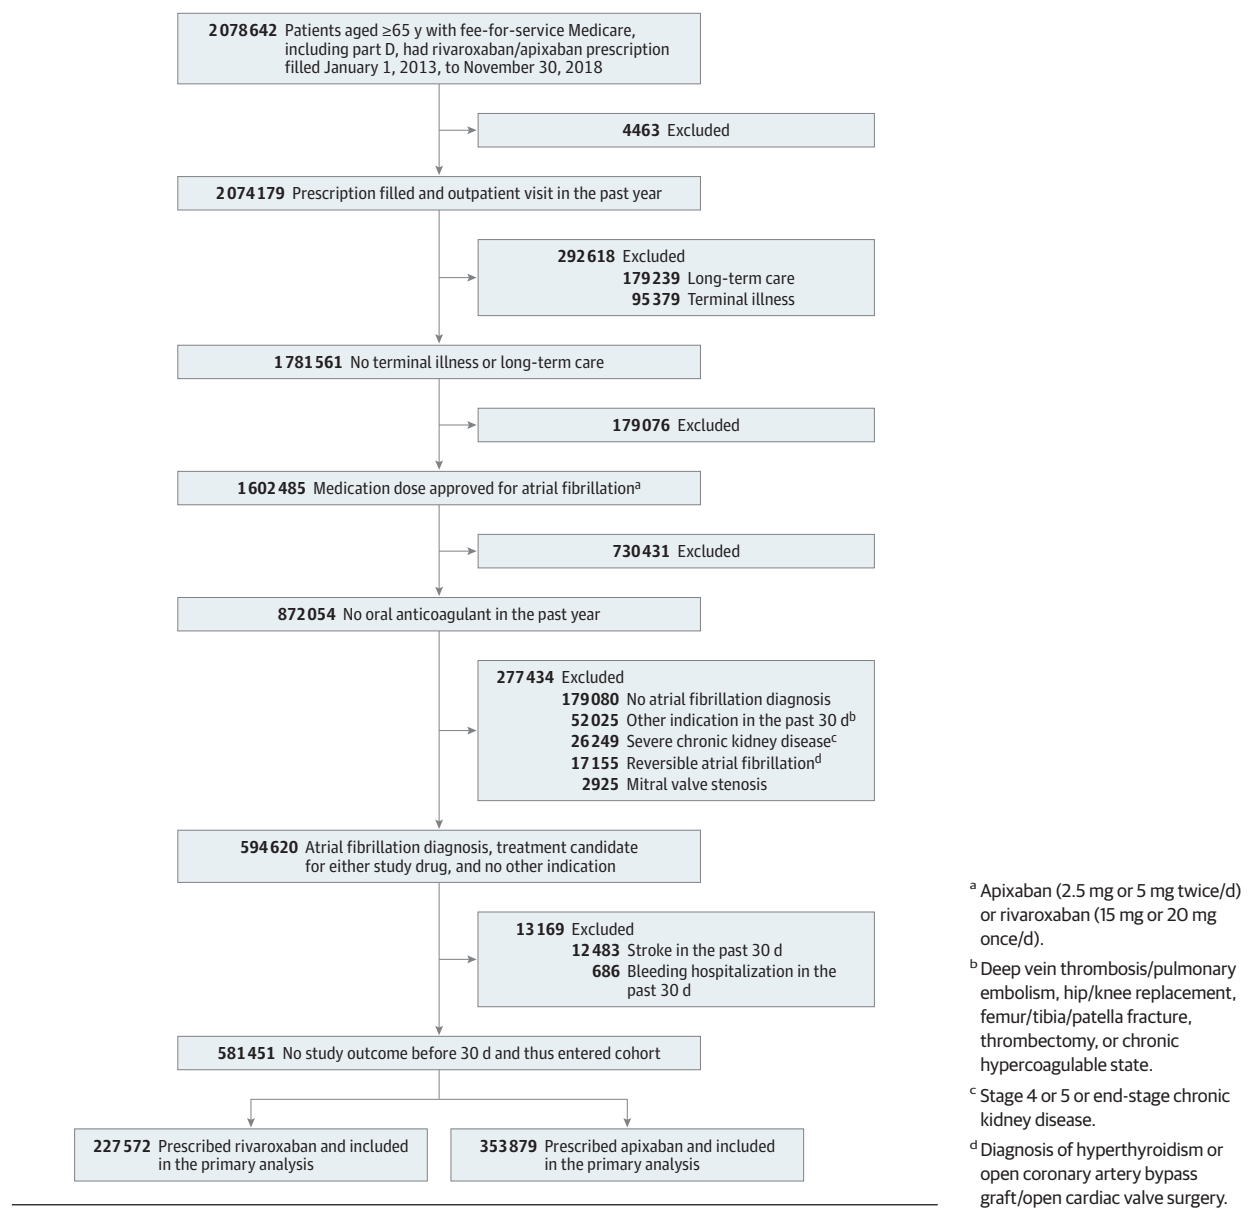 2078642 Patients aged ≥65 y with fee-for-service Medicare,
including part D, had rivaroxaban/apixaban prescription
filled January 1, 2013, to November 30, 2018
4463 Excluded
2074179 Prescription filled and outpatient visit in the past year
292618 Excluded
179239 Long-term care
95379 Terminal illness
1781561 No terminal illness or long-term care
179076 Excluded
1602485 Medication dose approved for atrial fibrillationa
730431 Excluded
872054 No oral anticoagulant in the past year
277434 Excluded
179080 No atrial fibrillation diagnosis
52025 Other indication in the past 30 db
26249 Severe chronic kidney diseasec
17155 Reversible atrial fibrillationd
2925 Mitral valve stenosis
594620 Atrial fibrillation diagnosis, treatment candidate
for either study drug, and no other indication
13169 Excluded
12483 Stroke in the past 30 d
686 Bleeding hospitalization in the
past 30 d
581451 No study outcome before 30 d and thus entered cohort
227572 Prescribed rivaroxaban and included
in the primary analysis
353879 Prescribed apixaban and included
in the primary analysis
a Apixaban (2.5 mg or 5 mg twice/d)
or rivaroxaban (15 mg or 20 mg
once/d).
b Deep vein thrombosis/pulmonary
embolism, hip/knee replacement,
femur/tibia/patella fracture,
thrombectomy, or chronic
hypercoagulable state.
c Stage 4 or 5 or end-stage chronic
kidney disease.
d Diagnosis of hyperthyroidism or
open coronary artery bypass
graft/open cardiac valve surgery.